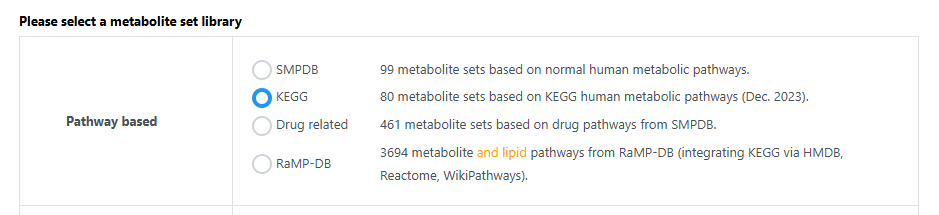 Please select a metabolite set library
Pathway based
SMPDB 99 metabolite sets based on normal human metabolic pathways.
KEGG 80 metabolite sets based on KEGG human metabolic pathways (Dec. 2023).
Drug related 461 metabolite sets based on drug pathways from SMPDB.
RaMP-DB 3694 metabolite and lipid pathways from RaMP-DB (integrating KEGG via HMDB,
Reactome, WikiPathways).